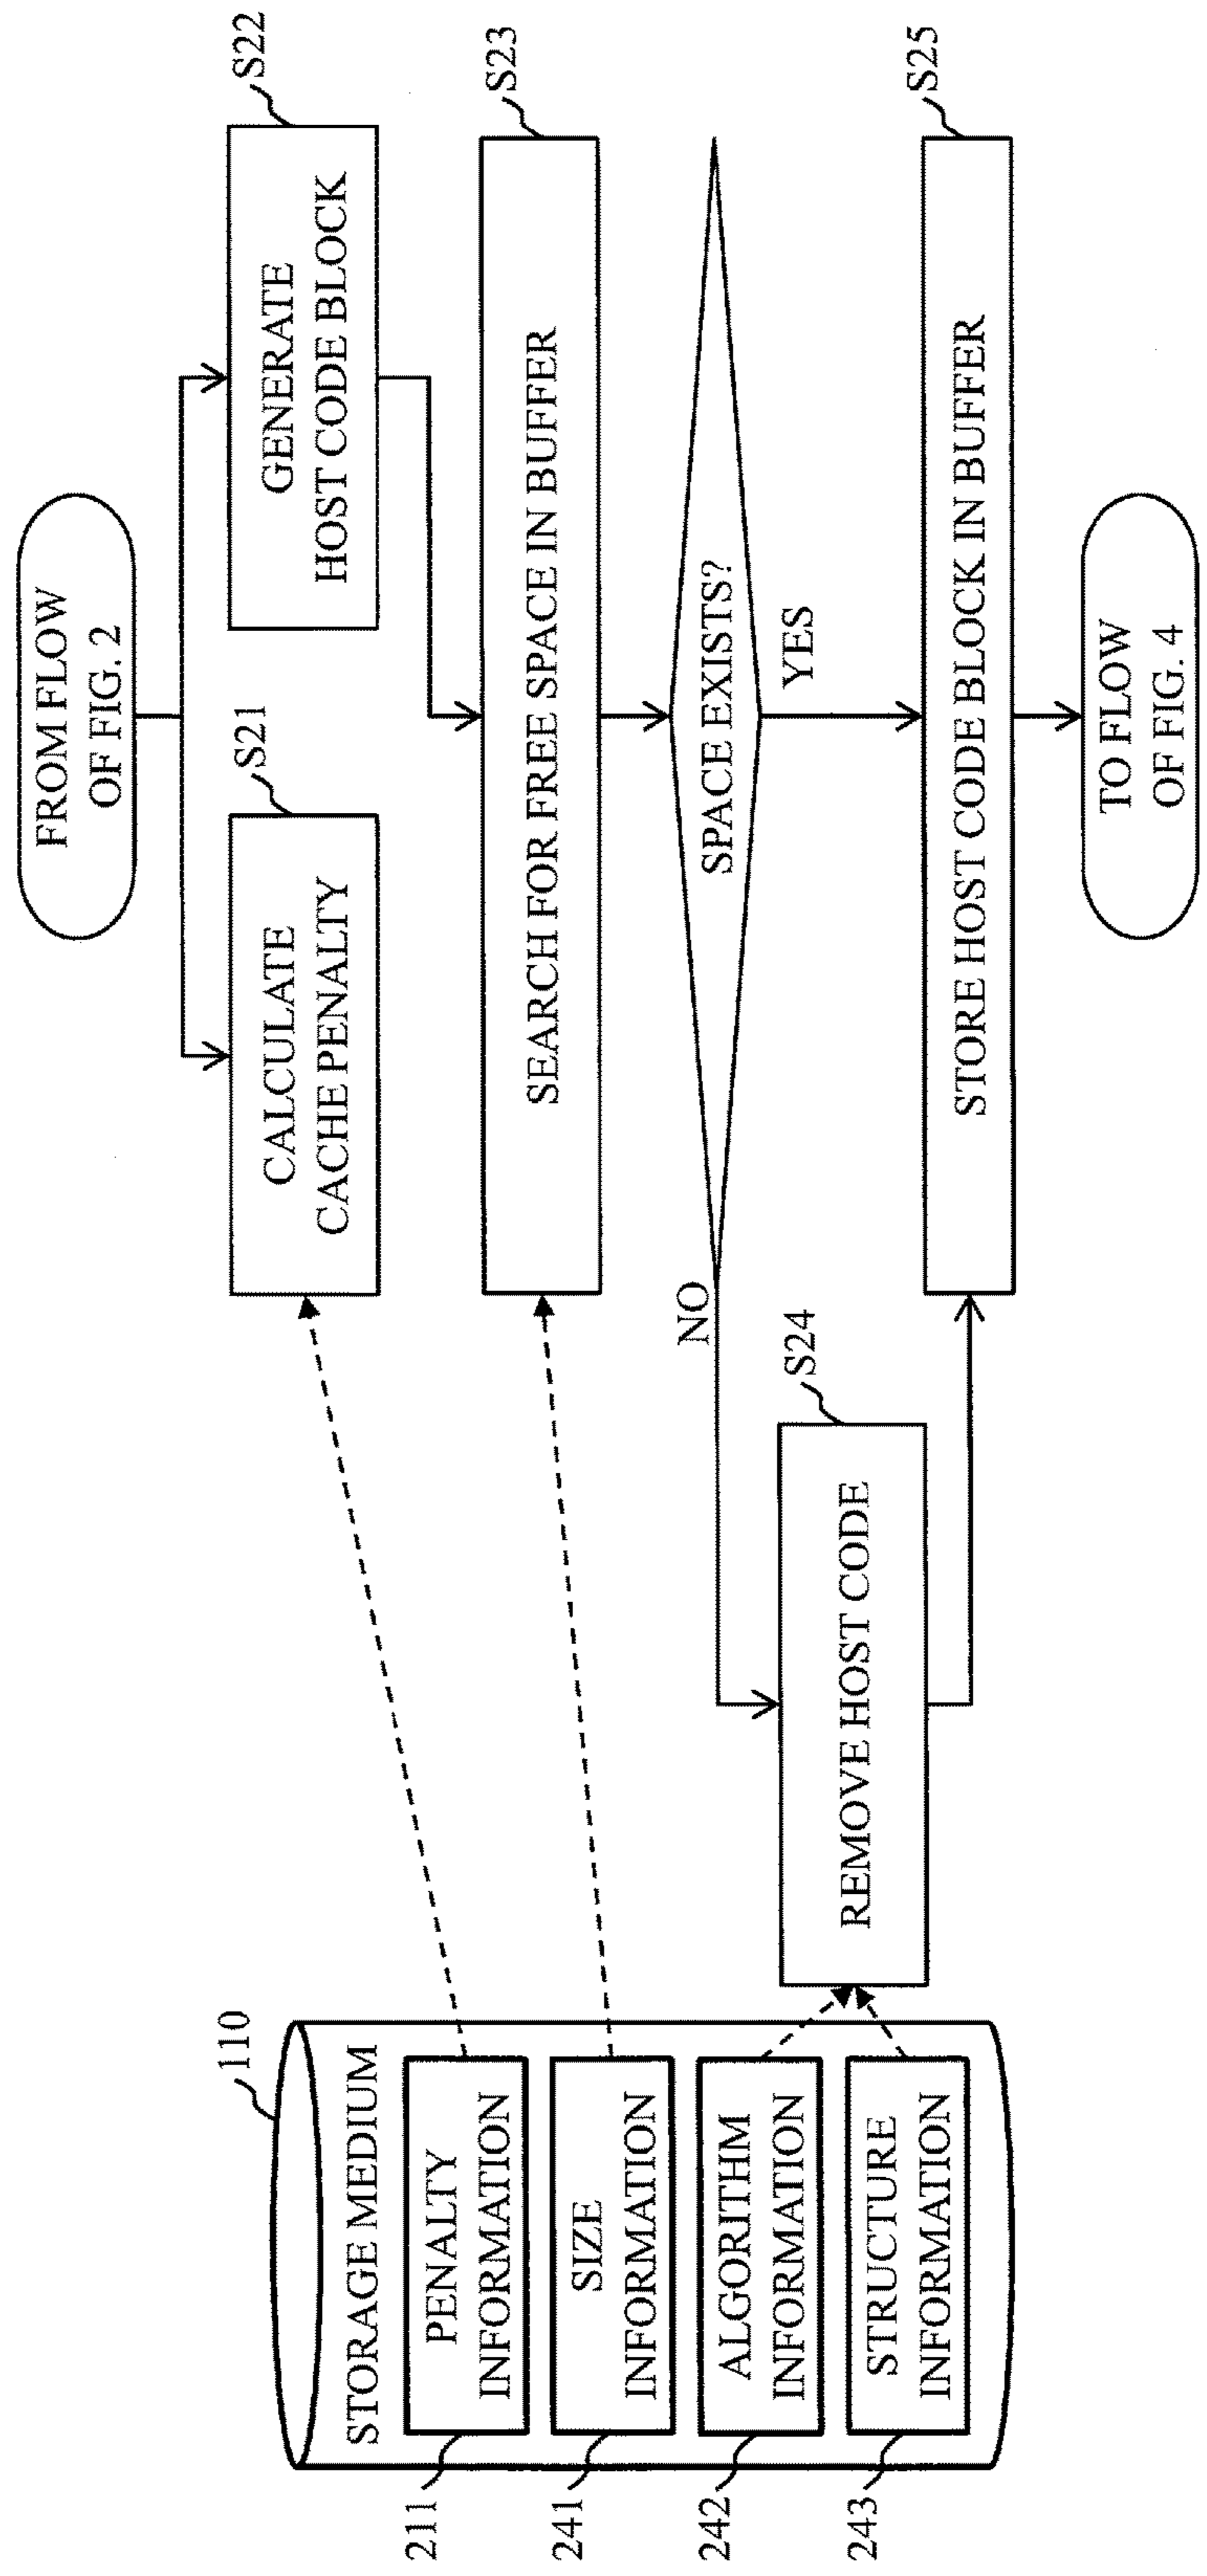 FROM FLOW
OF FIG. 2
S21
CALCULATE
CACHE PENALTY
S22
GENERATE
HOST CODE BLOCK
S23
SEARCH FOR FREE SPACE IN BUFFER
SPACE EXISTS?
NO
YES
S24
REMOVE HOST CODE
S25
STORE HOST CODE BLOCK IN BUFFER
TO FLOW
OF FIG. 4
110
STORAGE MEDIUM
211
PENALTY
INFORMATION
241
SIZE
INFORMATION
242
ALGORITHM
INFORMATION
243
STRUCTURE
INFORMATION